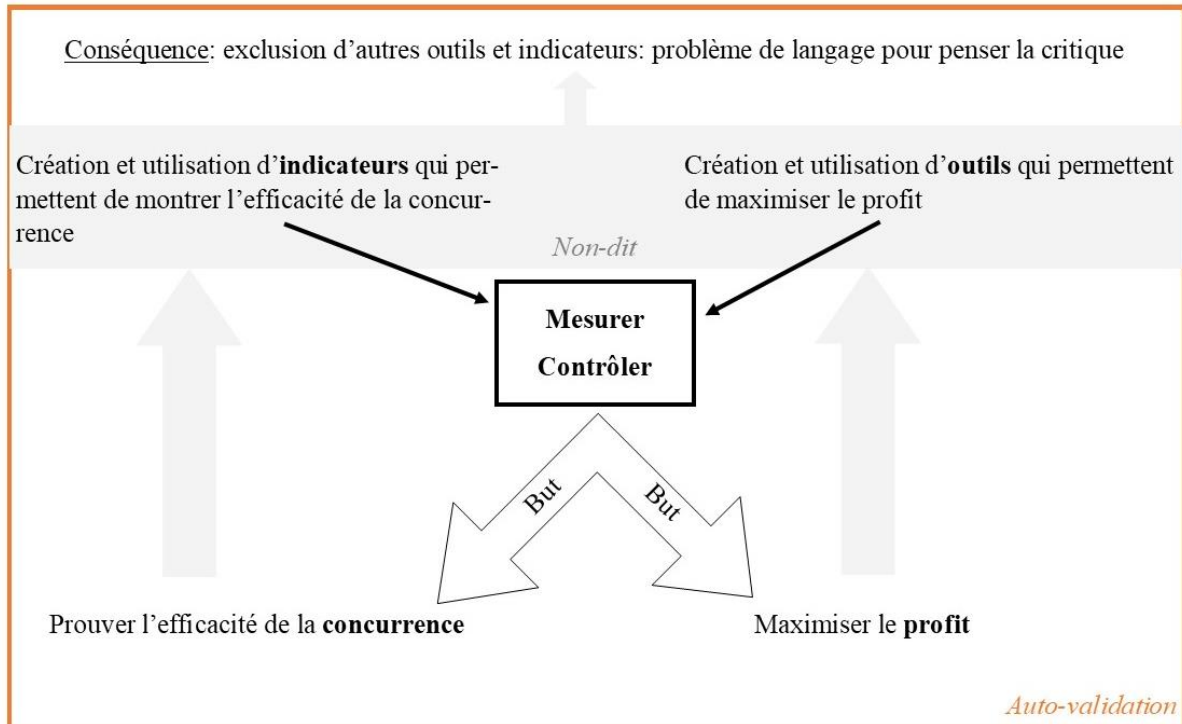 Conséquence: exclusion d’autres outils et indicateurs: problème de langage pour penser la critique
Création et utilisation d’indicateurs qui per-
mettent de montrer l’efficacité de la concur-
rence
Création et utilisation d’outils qui permettent
de maximiser le profit
Non-dit
Mesurer
Contrôler
But
But
Prouver l’efficacité de la concurrence
Maximiser le profit
Auto-validation